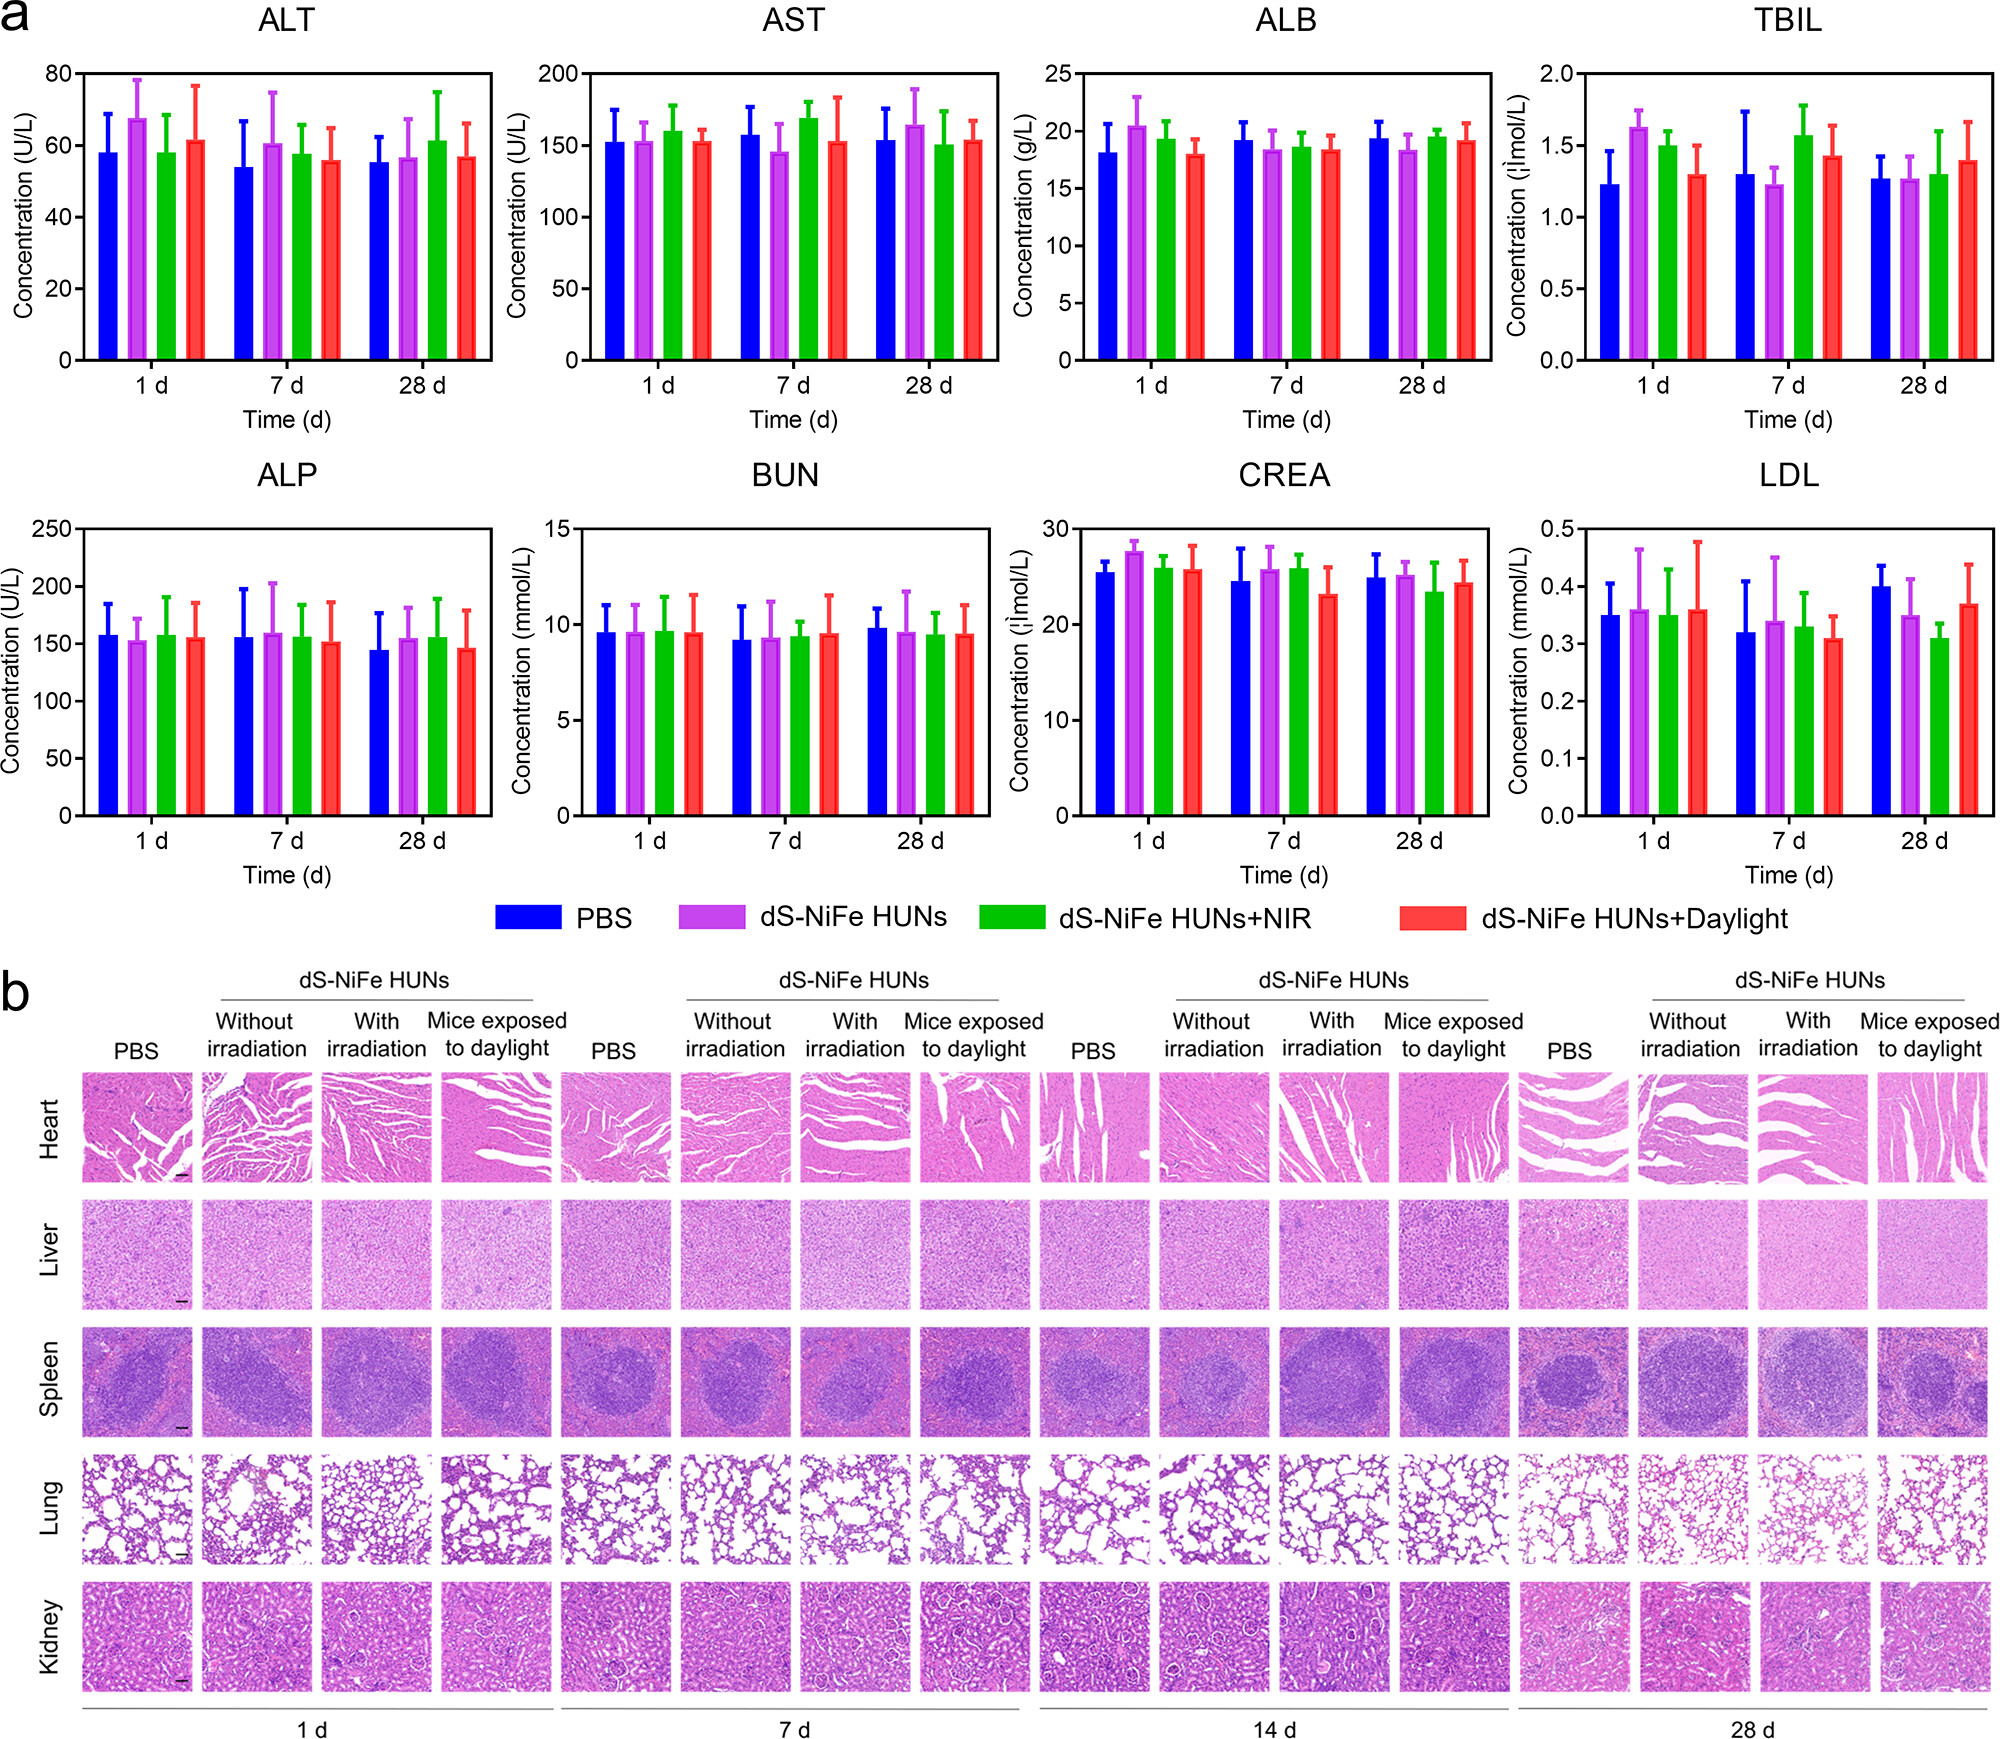 a
ALT
AST
ALB
TBIL
Concentration (U/L)
80
60
40
20
0
1 d
7 d
28 d
Time (d)
Concentration (U/L)
200
150
100
50
0
1 d
7 d
28 d
Time (d)
Concentration (g/L)
25
20
15
10
5
0
1 d
7 d
28 d
Time (d)
Concentration (¦Ìmol/L)
2.0
1.5
1.0
0.5
0.0
1 d
7 d
28 d
Time (d)
ALP
BUN
CREA
LDL
Concentration (U/L)
250
200
150
100
50
0
1 d
7 d
28 d
Time (d)
Concentration (mmol/L)
15
10
5
0
1 d
7 d
28 d
Concentration (¦Ìmol/L)
30
20
10
0
1 d
7 d
28 d
Time (d)
Concentration (mmol/L)
0.5
0.4
0.3
0.2
0.1
0.0
1 d
7 d
28 d
Time (d)
PBS
dS-NiFe HUNs
dS-NiFe HUNs+NIR
dS-NiFe HUNs+Daylight
b
dS-NiFe HUNs
dS-NiFe HUNs
dS-NiFe HUNs
dS-NiFe HUNs
PBS
Without
irradiation
With
irradiation
Mice exposed
to daylight
PBS
Without
irradiation
With
irradiation
Mice exposed
to daylight
PBS
Without
irradiation
With
irradiation
Mice exposed
to daylight
PBS
Without
irradiation
With
irradiation
Mice exposed
to daylight
Heart
Liver
Spleen
Lung
Kidney
1 d
7 d
14 d
28 d